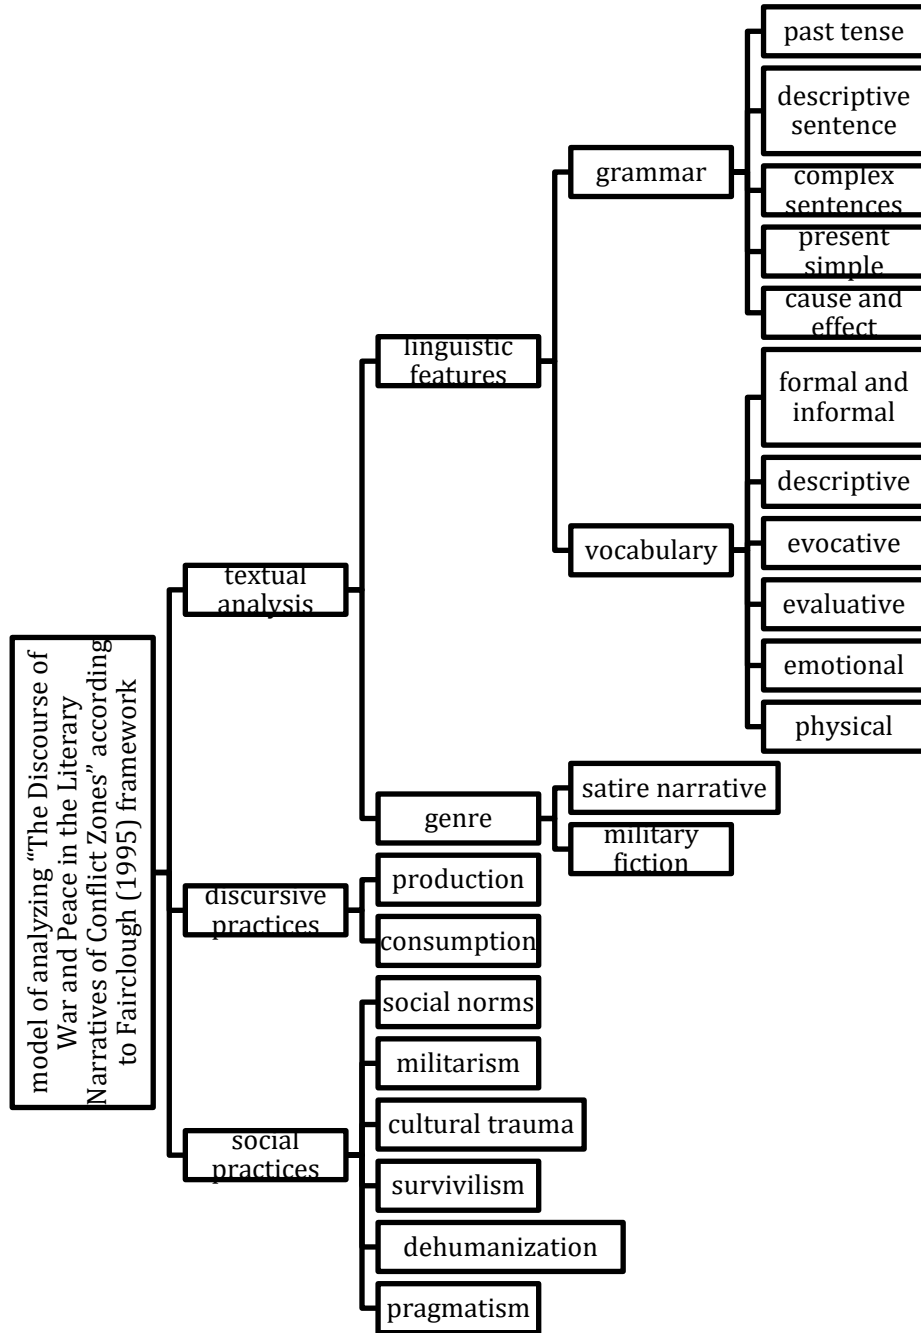 model of analyzing “The Discourse of
War and Peace in the Literary
Narratives of Conflict Zones” according
to Fairclough (1995) framework
textual
analysis
linguistic
features
grammar
past tense
descriptive
sentence
complex
sentences
present
simple
cause and
effect
vocabulary
formal and
informal
descriptive
evocative
evaluative
emotional
physical
genre
satire narrative
military
fiction
discursive
practices
production
consumption
social
practices
social norms
militarism
cultural trauma
survivilism
dehumanization
pragmatism